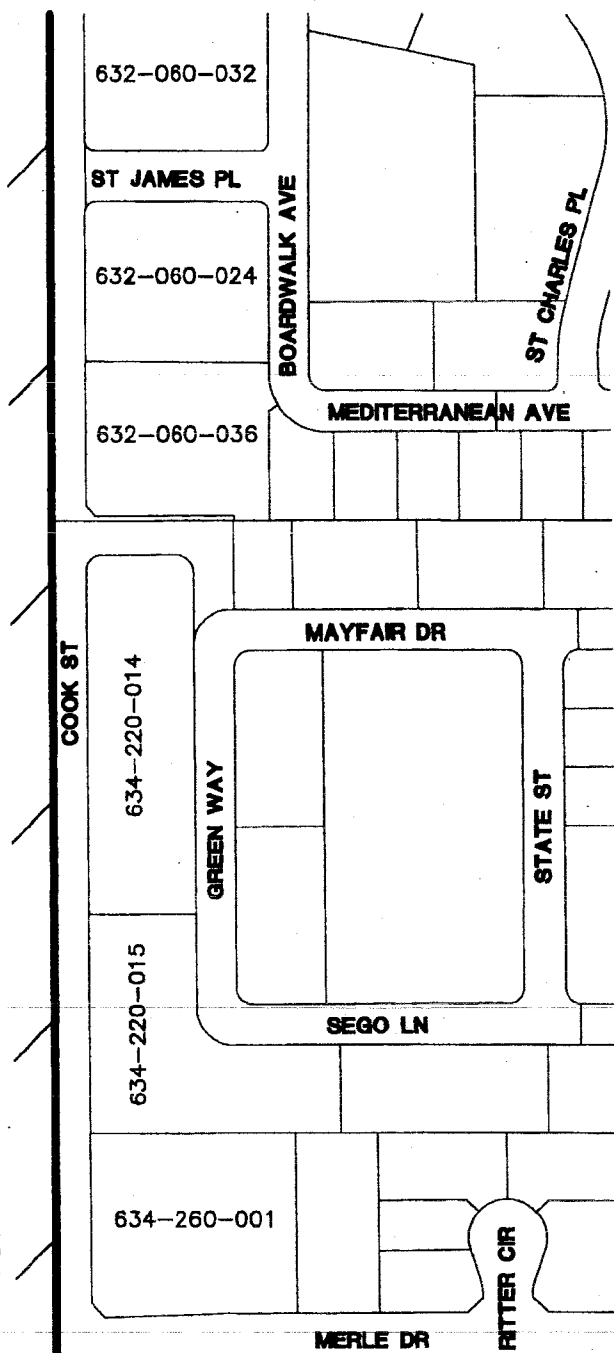 632-060-032
ST JAMES PL
BOARDWALK AVE
632-060-024
ST CHARLES PL
MEDITERRANEAN AVE
632-060-036
COOK ST
MAYFAIR DR
634-220-014
GREEN WAY
STATE ST
634-220-015
SEGO LN
634-260-001
RITTER CIR
MERLE DR